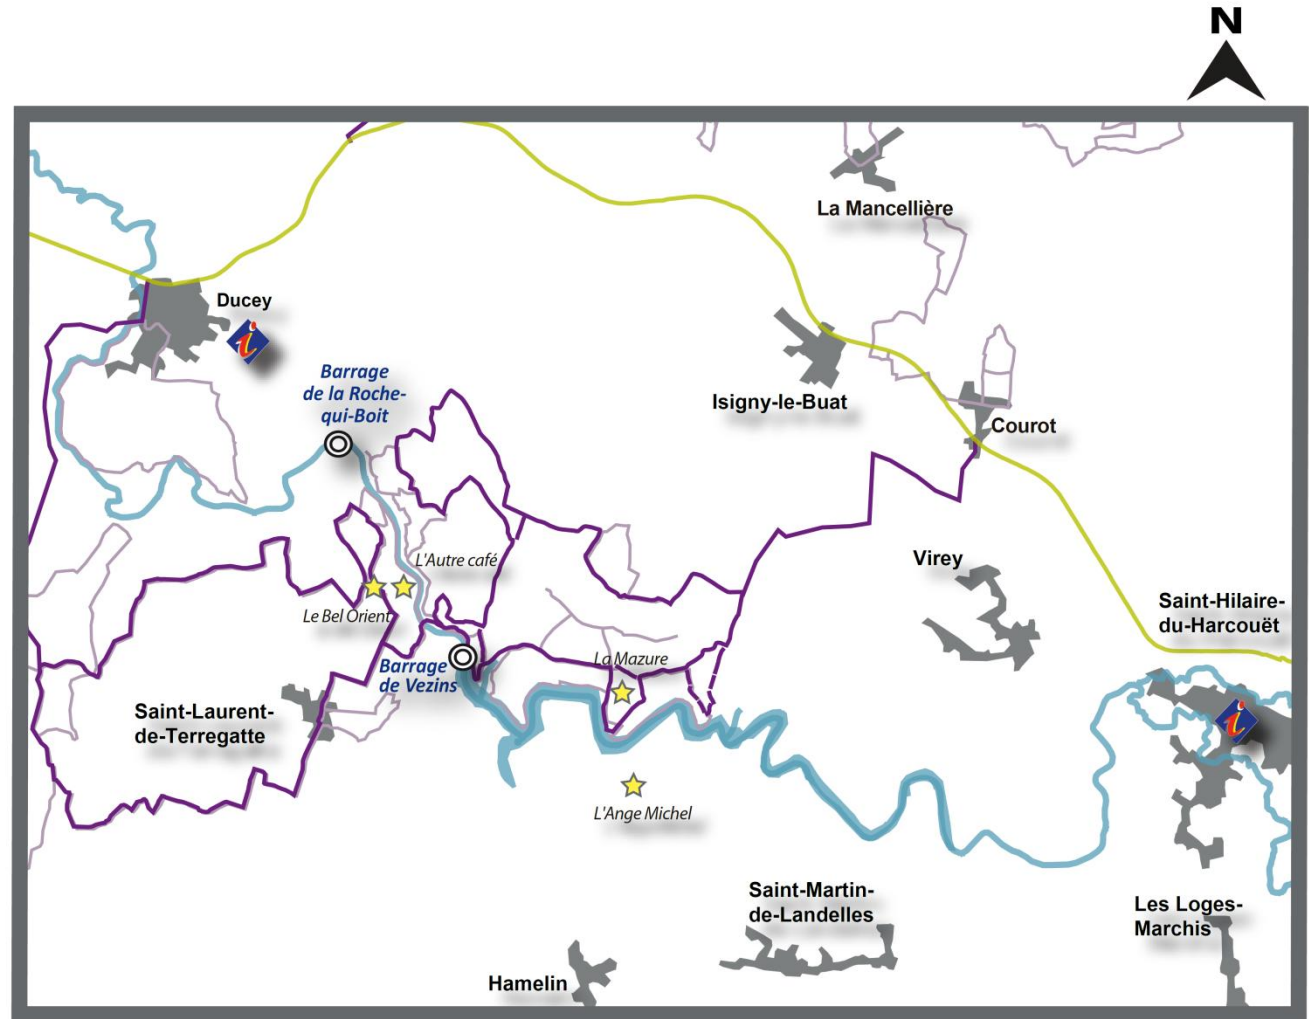 N
La Mancellière
Ducey
i
Barrage
de la Roche-
qui-Boit
Isigny-le-Buat
Courot
L'Autre café
Virey
Le Bel Orient
Saint-Hilaire-
du-Harcouët
La Mazure
Barrage
de Vezins
Saint-Laurent-
de-Terregatte
i
L'Ange Michel
Saint-Martin-
de-Landelles
Les Loges-
Marchis
Hamelin